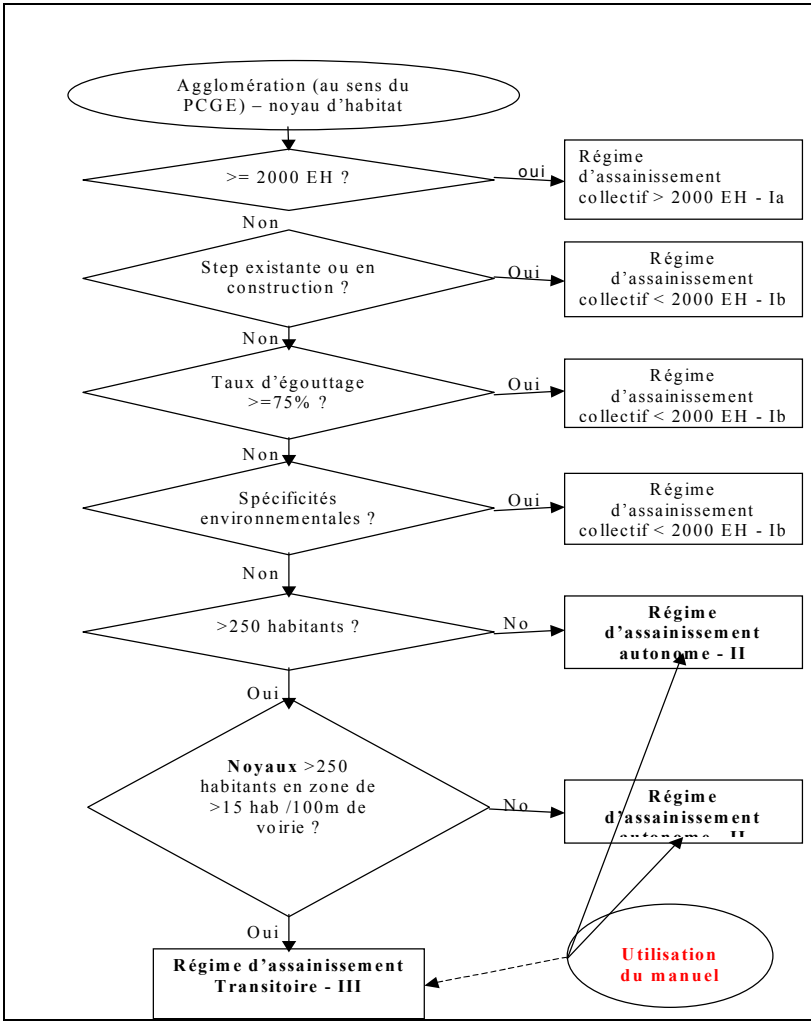 Agglomération (au sens du
PCGE) – noyau d'habitat
>= 2000 EH ?
oui
Régime
d'assainissement
collectif > 2000 EH - Ia
Non
Step existante ou en
construction ?
Oui
Régime
d'assainissement
collectif < 2000 EH - Ib
Non
Taux d'égouttage
>=75% ?
Oui
Régime
d'assainissement
collectif < 2000 EH - Ib
Non
Spécificités
environnementales ?
Oui
Régime
d'assainissement
collectif < 2000 EH - Ib
Non
>250 habitants ?
No
Régime
d'assainissement
autonome - II
Oui
Noyaux >250
habitants en zone de
>15 hab /100m de
voirie ?
No
Régime
d'assainissement
autonome - II
Oui
Régime d'assainissement
Transitoire - III
Utilisation
du manuel